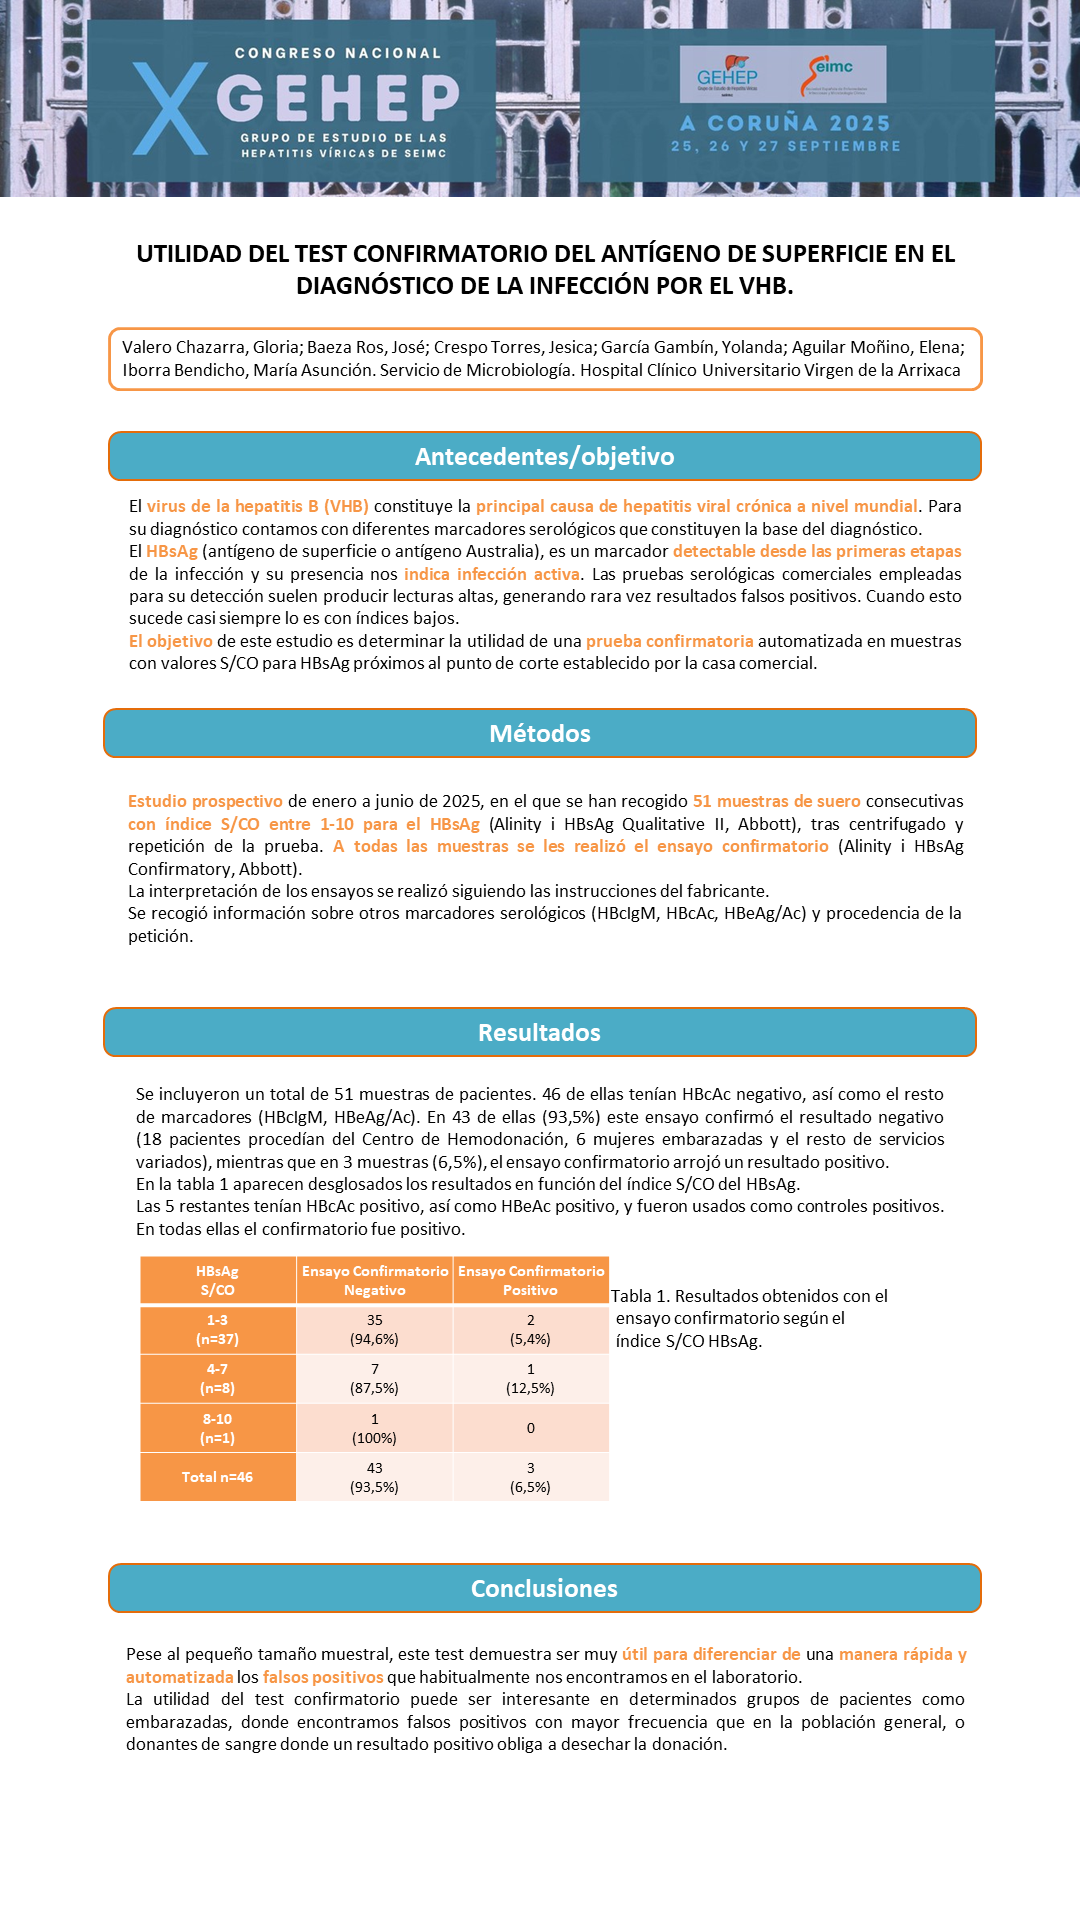 CONGRESO NACIONAL
X GEHEP
GRUPO DE ESTUDIO DE LAS
HEPATITIS VÍRICAS DE SEIMC
GEHEP
Grupo de Estudio de Hepatitis Víricas
Seimc
A CORUÑA 2025
25, 26 Y 27 SEPTIEMBRE
UTILIDAD DEL TEST CONFIRMATORIO DEL ANTÍGENO DE SUPERFICIE EN EL
DIAGNÓSTICO DE LA INFECCIÓN POR EL VHB.
Valero Chazarra, Gloria; Baeza Ros, José; Crespo Torres, Jesica; García Gambín, Yolanda; Aguilar Moñino, Elena;
Iborra Bendicho, María Asunción. Servicio de Microbiología. Hospital Clínico Universitario Virgen de la Arrixaca
Antecedentes/objetivo
El virus de la hepatitis B (VHB) constituye la principal causa de hepatitis viral crónica a nivel mundial. Para
su diagnóstico contamos con diferentes marcadores serológicos que constituyen la base del diagnóstico.
El HBsAg (antígeno de superficie o antígeno Australia), es un marcador detectable desde las primeras etapas
de la infección y su presencia nos indica infección activa. Las pruebas serológicas comerciales empleadas
para su detección suelen producir lecturas altas, generando rara vez resultados falsos positivos. Cuando esto
sucede casi siempre lo es con índices bajos.
El objetivo de este estudio es determinar la utilidad de una prueba confirmatoria automatizada en muestras
con valores S/CO para HBsAg próximos al punto de corte establecido por la casa comercial.
Métodos
Estudio prospectivo de enero a junio de 2025, en el que se han recogido 51 muestras de suero consecutivas
con índice S/CO entre 1-10 para el HBsAg (Alinity i HBsAg Qualitative II, Abbott), tras centrifugado y
repetición de la prueba. A todas las muestras se les realizó el ensayo confirmatorio (Alinity i HBsAg
Confirmatory, Abbott).
La interpretación de los ensayos se realizó siguiendo las instrucciones del fabricante.
Se recogió información sobre otros marcadores serológicos (HBcIgM, HBcAc, HBeAg/Ac) y procedencia de la
petición.
Resultados
Se incluyeron un total de 51 muestras de pacientes. 46 de ellas tenían HBcAc negativo, así como el resto
de marcadores (HBcIgM, HBeAg/Ac). En 43 de ellas (93,5%) este ensayo confirmó el resultado negativo
(18 pacientes procedían del Centro de Hemodonación, 6 mujeres embarazadas y el resto de servicios
variados), mientras que en 3 muestras (6,5%), el ensayo confirmatorio arrojó un resultado positivo.
En la tabla 1 aparecen desglosados los resultados en función del índice S/CO del HBsAg.
Las 5 restantes tenían HBcAc positivo, así como HBeAc positivo, y fueron usados como controles positivos.
En todas ellas el confirmatorio fue positivo.
HBsAg Ensayo Confirmatorio Ensayo Confirmatorio
S/CO Negativo Positivo
1-3 35 2
(n=37) (94,6%) (5,4%)
4-7 7 1
(n=8) (87,5%) (12,5%)
8-10 1 0
(n=1) (100%)
Total n=46 43 3
(93,5%) (6,5%)
Tabla 1. Resultados obtenidos con el
ensayo confirmatorio según el
índice S/CO HBsAg.
Conclusiones
Pese al pequeño tamaño muestral, este test demuestra ser muy útil para diferenciar de una manera rápida y
automatizada los falsos positivos que habitualmente nos encontramos en el laboratorio.
La utilidad del test confirmatorio puede ser interesante en determinados grupos de pacientes como
embarazadas, donde encontramos falsos positivos con mayor frecuencia que en la población general, o
donantes de sangre donde un resultado positivo obliga a desechar la donación.